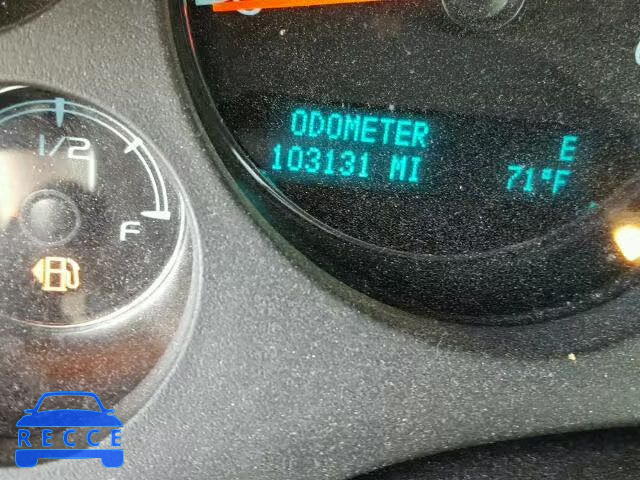 ODOMETER E
103131 MI 71°F
1/2
F
RECCE